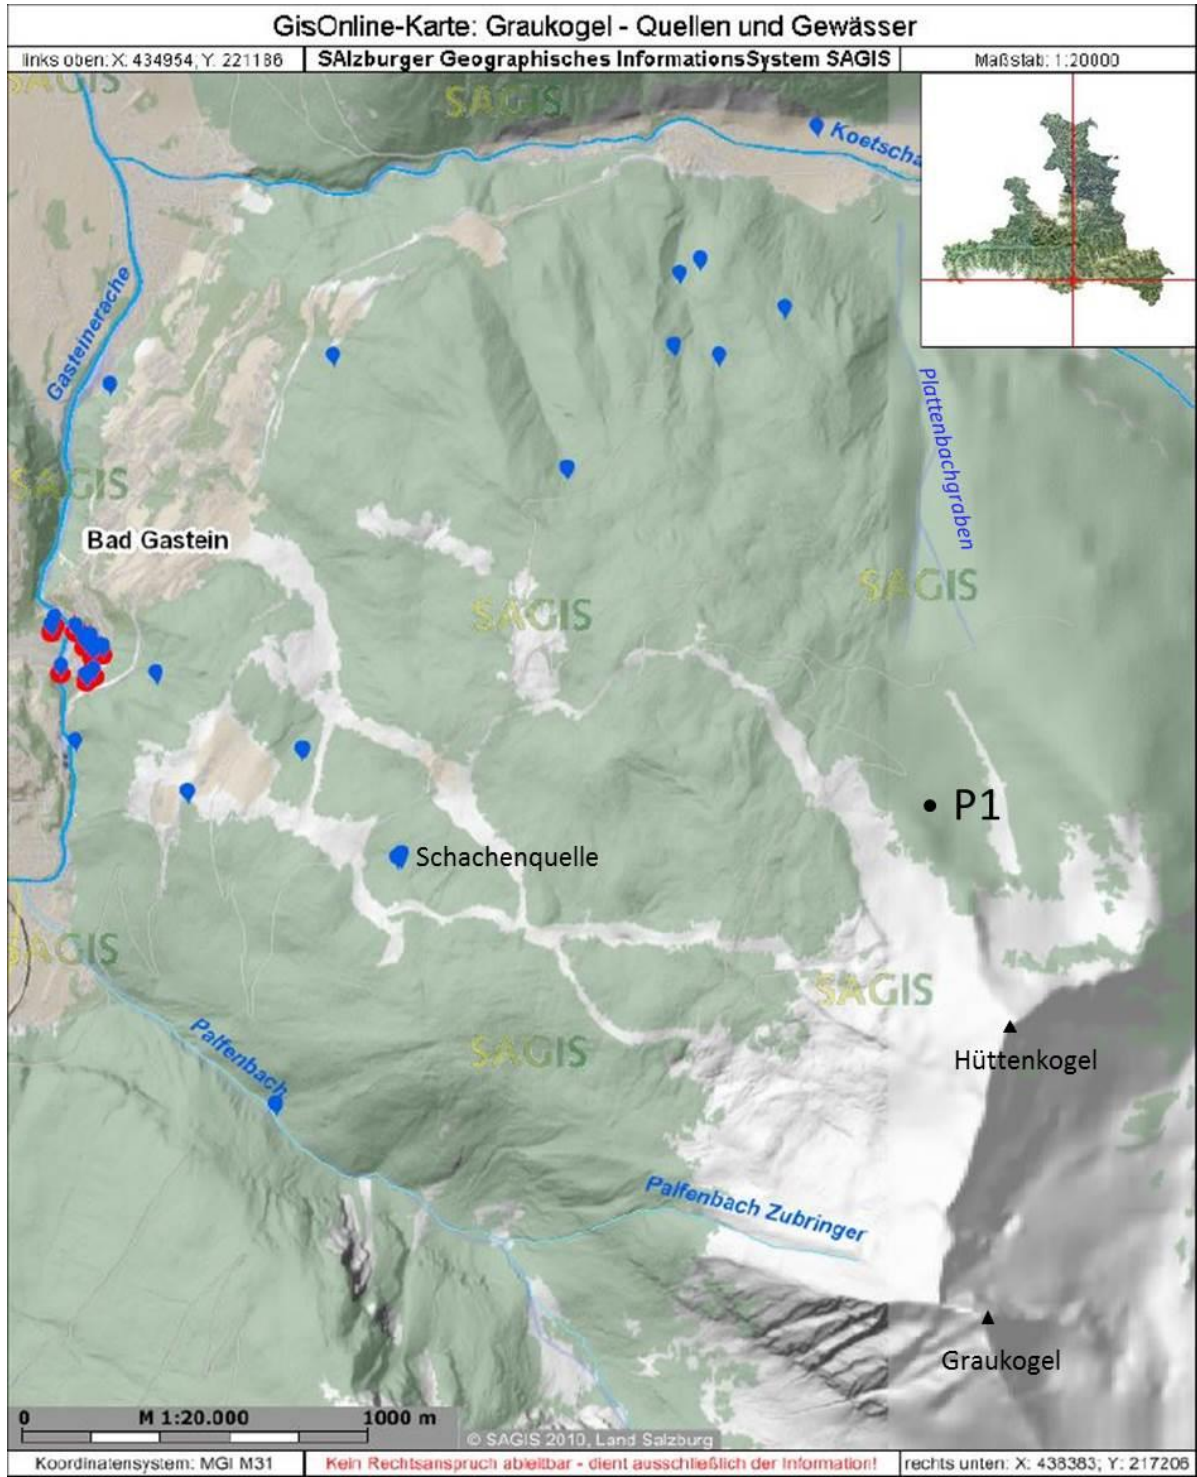 GisOnline-Karte: Graukogel - Quellen und Gewässer
links oben: X: 434954; Y: 221186
SAlzburger Geographisches InformationsSystem SAGIS
Maßstab: 1:20000
SAGIS
SAGIS
Koetscha
Gasteinerache
Plattenbachgraben
SAGIS
SAGIS
Bad Gastein
SAGIS
SAGIS
P1
Schachenquelle
SAGIS
SAGIS
Palfenbach
SAGIS
Hüttenkogel
Palfenbach Zubringer
Graukogel
0 M 1:20.000 1000 m
© SAGIS 2010, Land Salzburg
Koordinatensystem: MGI M31
Kein Rechtsanspruch ableitbar - dient ausschließlich der Information!
rechts unten: X: 438383; Y: 217206